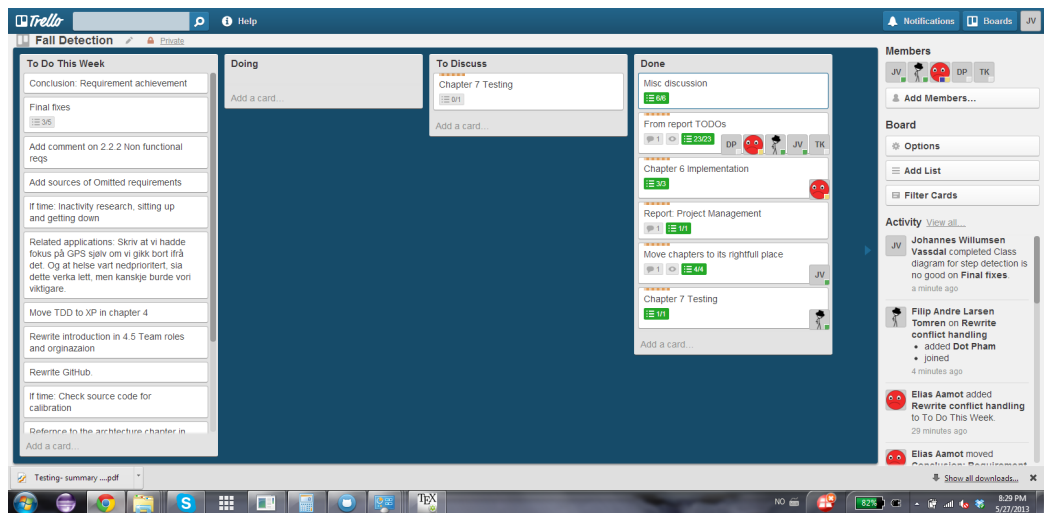 Trello
Help
Notifications
Boards
JV
Fall Detection
Private
To Do This Week
Conclusion: Requirement achievement
Final fixes
3/5
Add comment on 2.2.2 Non functional
reqs
Add sources of Omitted requirements
If time: Inactivity research, sitting up
and getting down
Related applications: Skriv at vi hadde
fokus på GPS sjølv om vi gikk bort ifrå
det. Og at helse vart nedprioritert, sia
dette verka lett, men kanskje burde vori
viktigare.
Move TDD to XP in chapter 4
Rewrite introduction in 4.5 Team roles
and orginazaion
Rewrite GitHub.
If time: Check source code for
calibration
Refernce to the archtecture chapter in
Add a card...
Doing
Add a card...
To Discuss
Chapter 7 Testing
0/1
Add a card...
Done
Misc discussion
6/6
From report TODOs
1
23/23
DP
JV
TK
Chapter 6 Implementation
3/3
Report: Project Management
1
1/1
Move chapters to its rightful place
1
4/4
JV
Chapter 7 Testing
1/1
Add a card...
Members
JV
DP
TK
Add Members...
Board
Options
Add List
Filter Cards
Activity View all...
JV
Johannes Willumsen
Vassdal completed Class
diagram for step detection is
no good on Final fixes.
a minute ago
Filip Andre Larsen
Tomren on Rewrite
conflict handling
• added Dot Pham
• joined
4 minutes ago
Elias Aamot added
Rewrite conflict handling
to To Do This Week.
29 minutes ago
Elias Aamot moved
Conclusion: Requirement
Testing- summary ....pdf
Show all downloads...
S
TEX
NO
82%
8:29 PM
5/27/2013